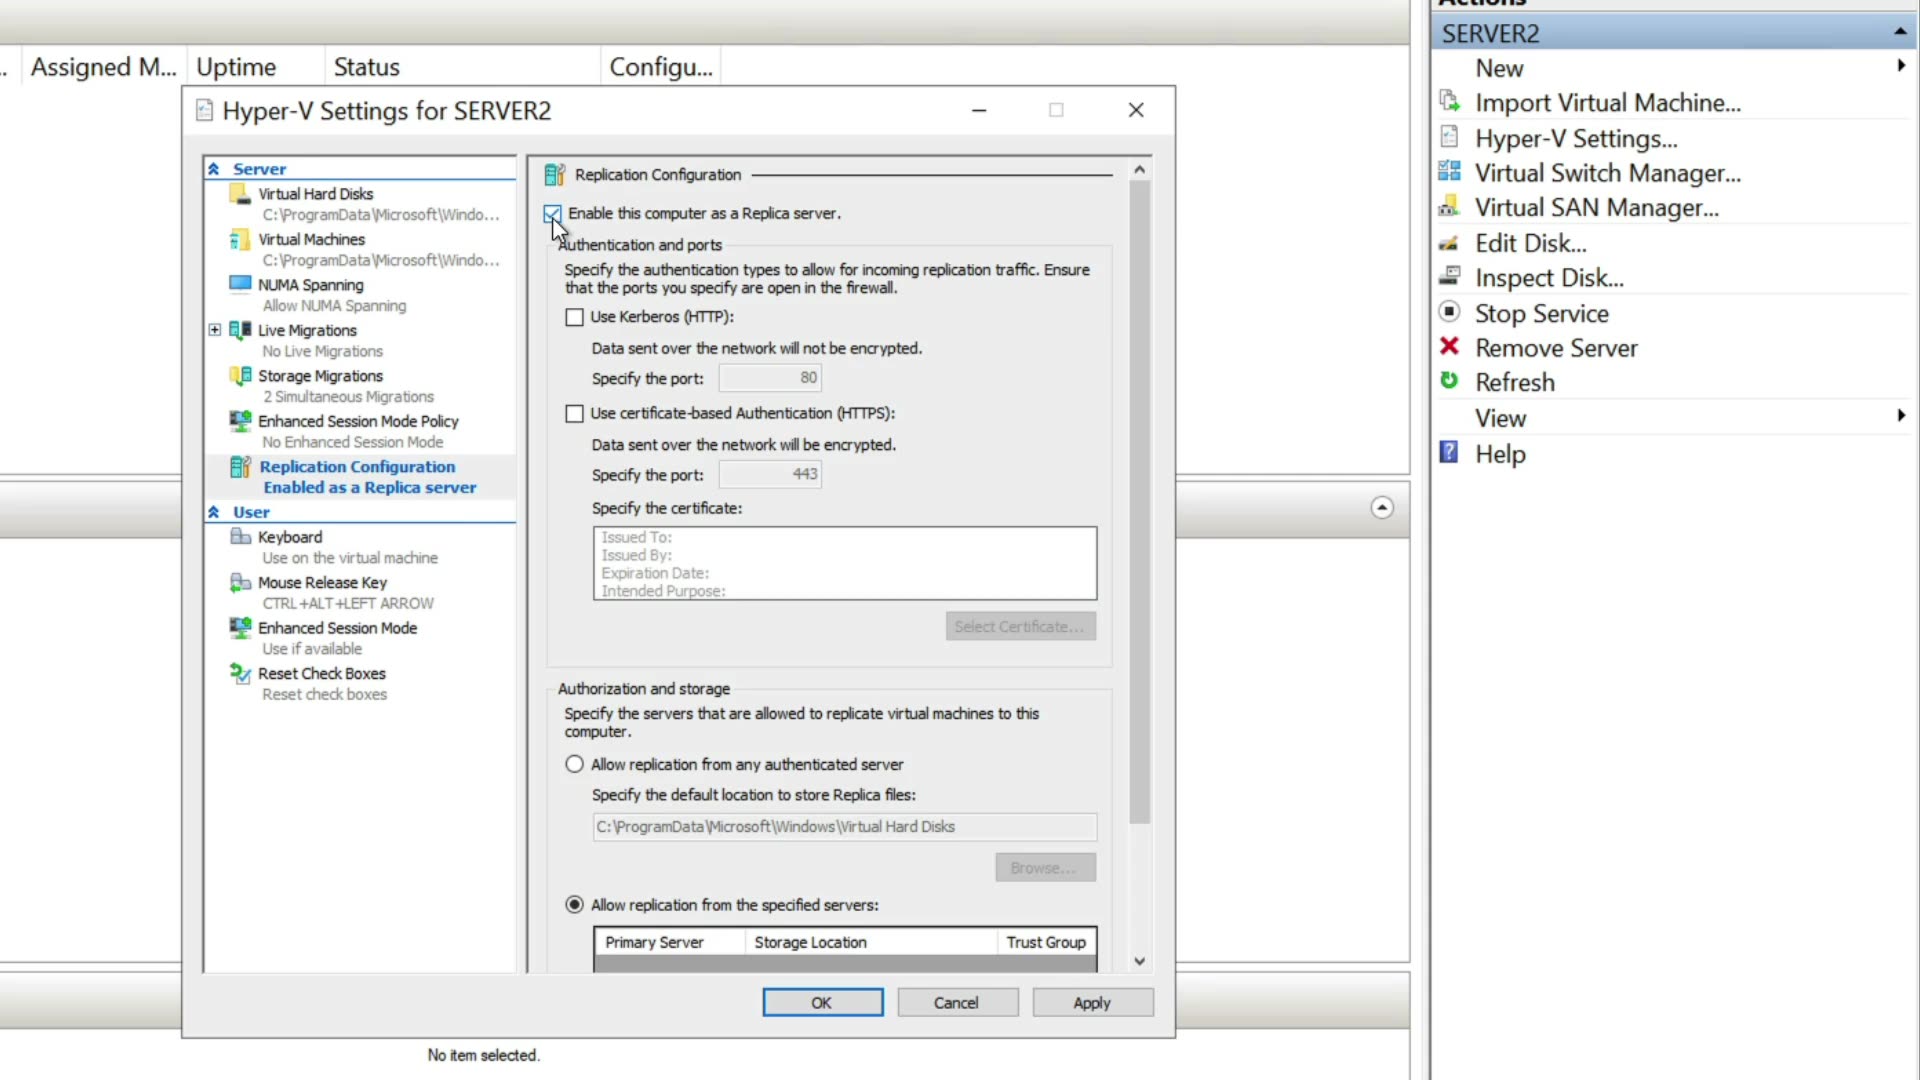 Actions
SERVER2
... Assigned M... Uptime Status Configu...
New
Import Virtual Machine...
Hyper-V Settings...
Virtual Switch Manager...
Virtual SAN Manager...
Edit Disk...
Inspect Disk...
Stop Service
Remove Server
Refresh
View
Help
Hyper-V Settings for SERVER2
Server
Virtual Hard Disks
C:\ProgramData\Microsoft\Windo...
Virtual Machines
C:\ProgramData\Microsoft\Windo...
NUMA Spanning
Allow NUMA Spanning
Live Migrations
No Live Migrations
Storage Migrations
2 Simultaneous Migrations
Enhanced Session Mode Policy
No Enhanced Session Mode
Replication Configuration
Enabled as a Replica server
User
Keyboard
Use on the virtual machine
Mouse Release Key
CTRL+ALT+LEFT ARROW
Enhanced Session Mode
Use if available
Reset Check Boxes
Reset check boxes
Replication Configuration
Enable this computer as a Replica server.
Authentication and ports
Specify the authentication types to allow for incoming replication traffic. Ensure
that the ports you specify are open in the firewall.
Use Kerberos (HTTP):
Data sent over the network will not be encrypted.
Specify the port: 80
Use certificate-based Authentication (HTTPS):
Data sent over the network will be encrypted.
Specify the port: 443
Specify the certificate:
Issued To:
Issued By:
Expiration Date:
Intended Purpose:
Select Certificate...
Authorization and storage
Specify the servers that are allowed to replicate virtual machines to this
computer.
Allow replication from any authenticated server
Specify the default location to store Replica files:
C:\ProgramData\Microsoft\Windows\Virtual Hard Disks
Browse...
Allow replication from the specified servers:
Primary Server Storage Location Trust Group
OK Cancel Apply
No item selected.